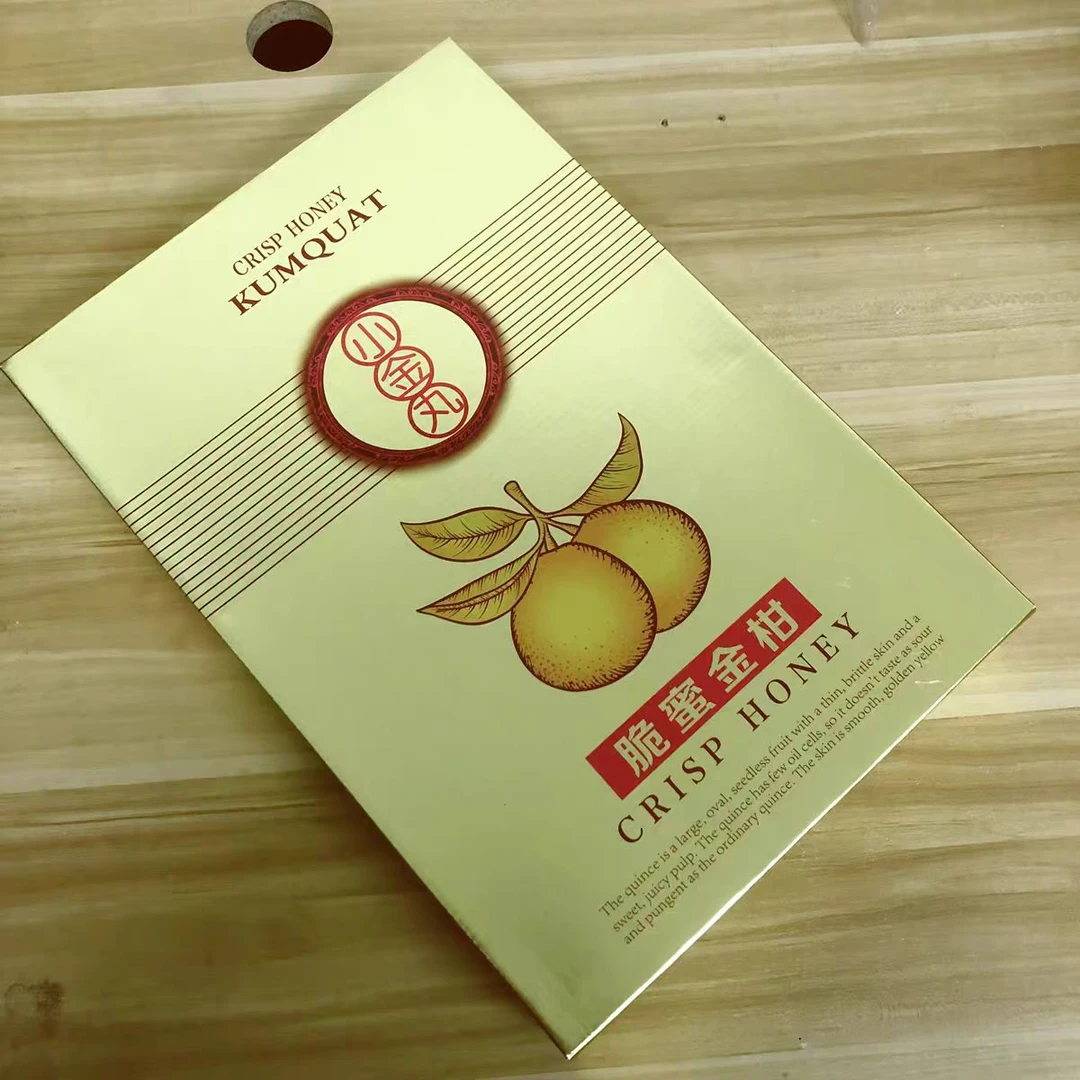 CRISP HONEY
KUMQUAT
小金丸
脆蜜金柑
CRISP HONEY
The quince is a large, oval, seedless fruit with a thin, brittle skin and a
sweet, juicy pulp. The quince has few oil cells, so it doesn't taste as sour
and pungent as the ordinary quince. The skin is smooth, golden yellow